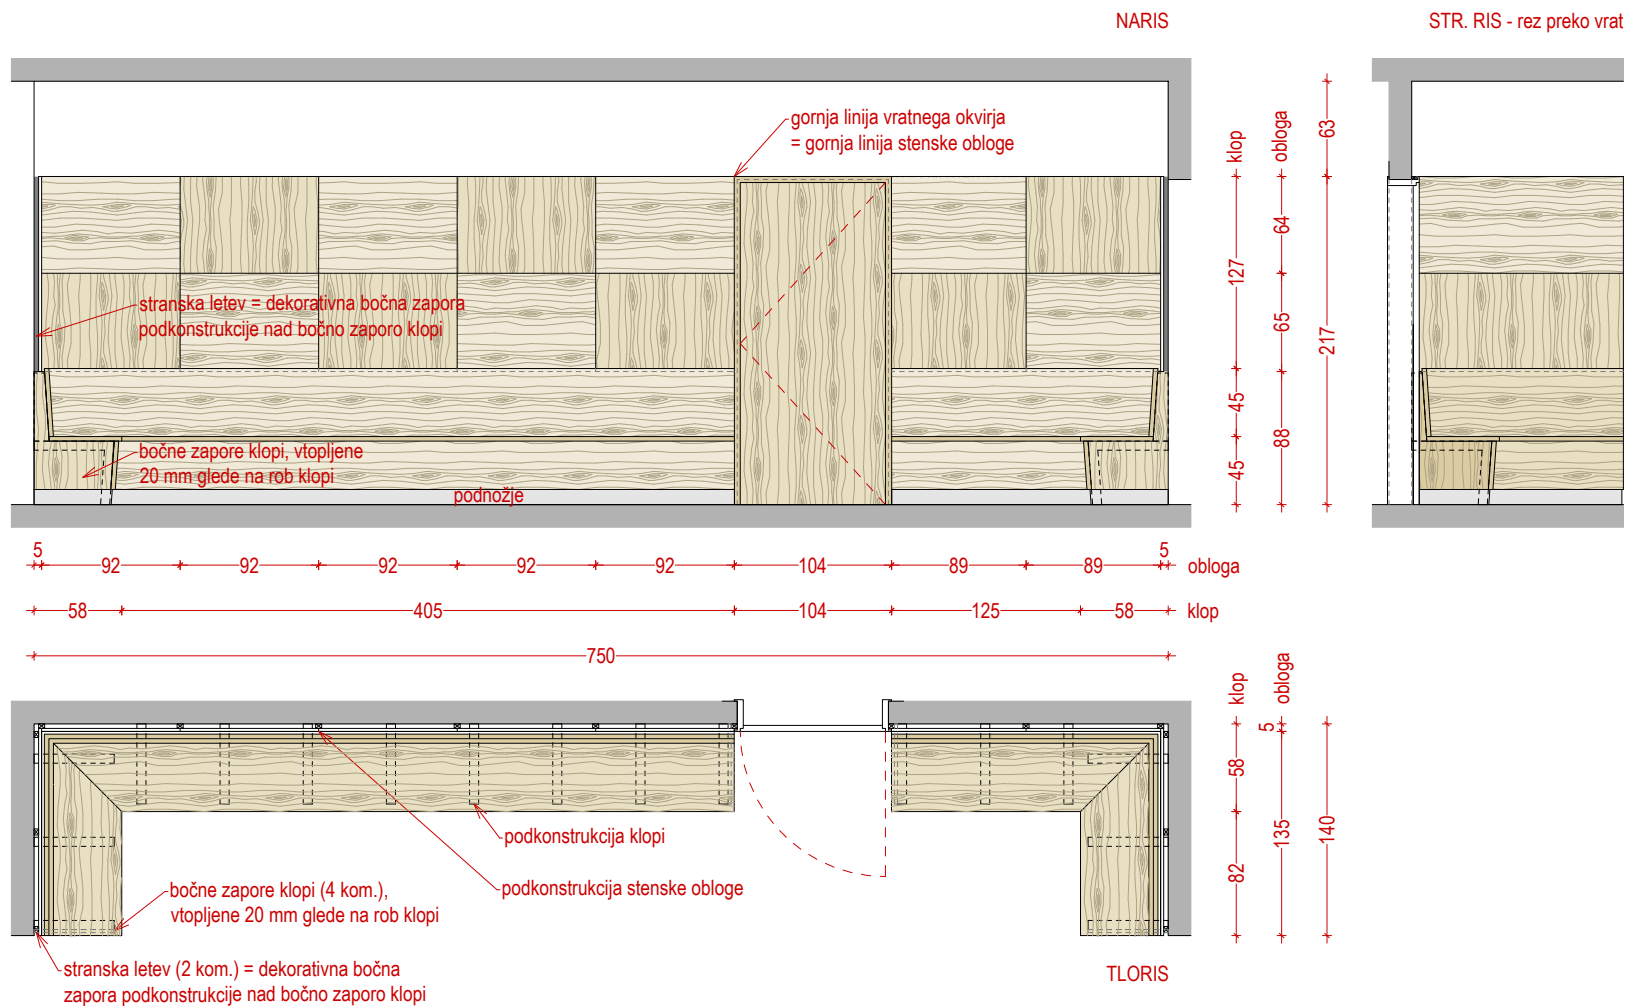 NARIS
STR. RIS - rez preko vrat
gornja linija vratnega okvirja
= gornja linija stenske obloge
stranska letev = dekorativna bočna zapora
podkonstrukcije nad bočno zaporo klopi
bočne zapore klopi, vtopljene
20 mm glede na rob klopi
podnožje
klop
obloga
63
127
64
65
217
45
45
88
5
92
92
92
92
92
104
89
89
5
obloga
58
405
104
125
58
klop
750
klop
obloga
5
58
82
135
140
podkonstrukcija klopi
podkonstrukcija stenske obloge
bočne zapore klopi (4 kom.),
vtopljene 20 mm glede na rob klopi
stranska letev (2 kom.) = dekorativna bočna
zapora podkonstrukcije nad bočno zaporo klopi
TLORIS